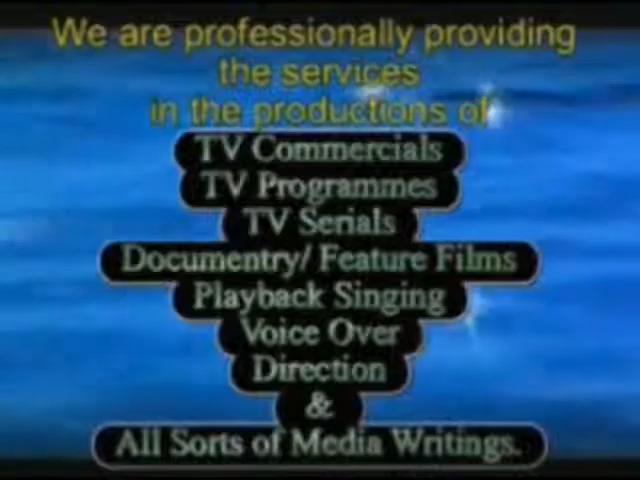 We are professionally providing
the services
in the productions of
TV Commercials
TV Programmes
TV Serials
Documentry/ Feature Films
Playback Singing
Voice Over
Direction
&
All Sorts of Media Writings.